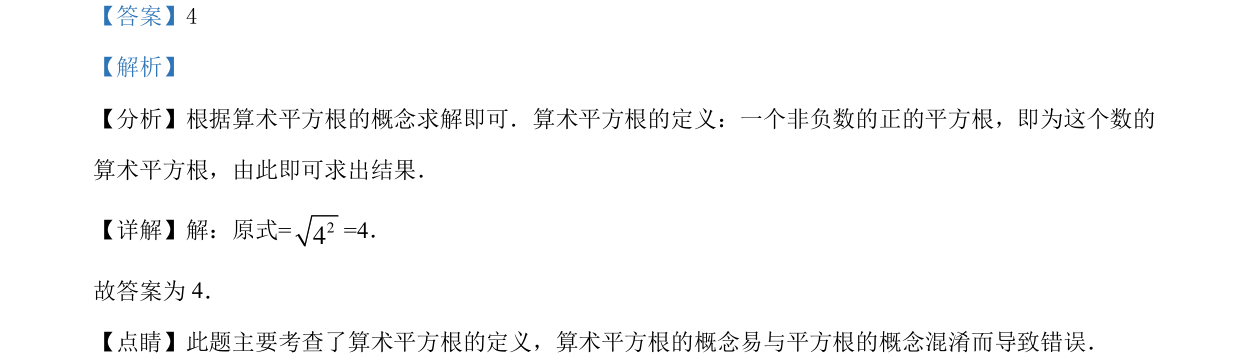 【答案】4
【解析】
【分析】根据算术平方根的概念求解即可．算术平方根的定义：一个非负数的正的平方根，即为这个数的
算术平方根，由此即可求出结果．
【详解】解：原式=√4² =4．
故答案为 4．
【点睛】此题主要考查了算术平方根的定义，算术平方根的概念易与平方根的概念混淆而导致错误．